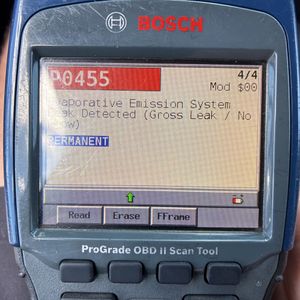 BOSCH
P0455 4/4
Mod $00
Evaporative Emission System
Leak Detected (Gross Leak / No
Flow)
PERMANENT
Read Erase FFrame
ProGrade OBD II Scan Tool